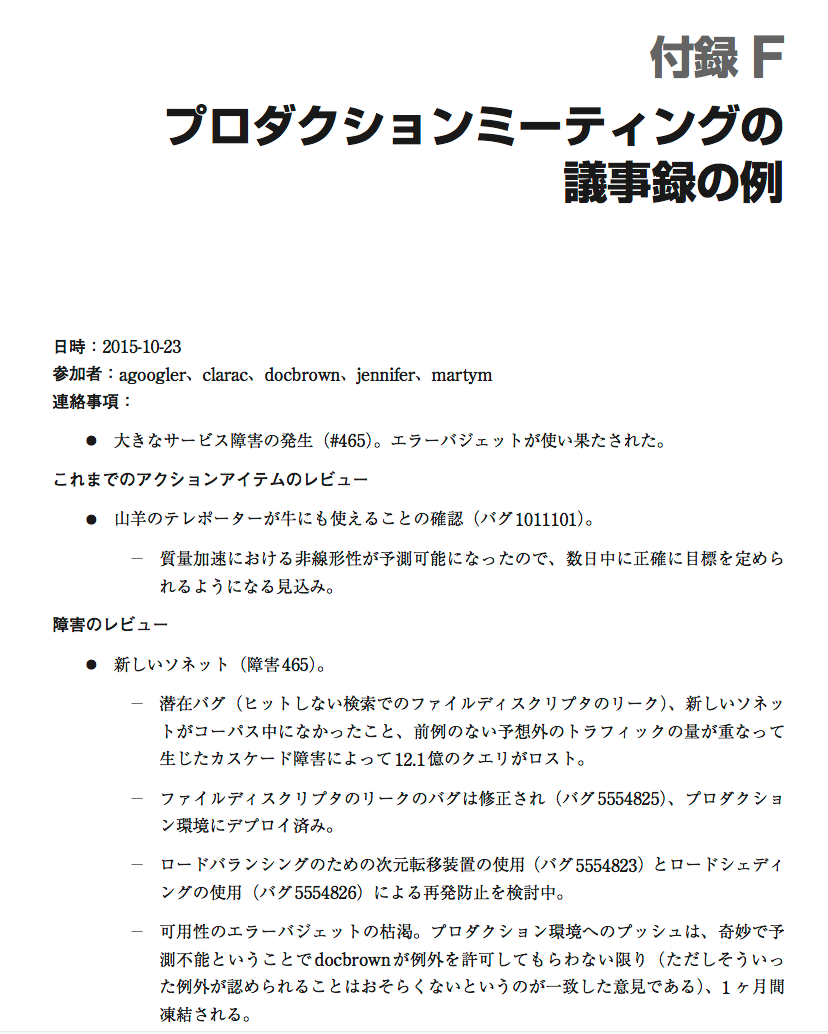 付録 F
プロダクションミーティングの
議事録の例
日時：2015-10-23
参加者：agoogler、clarac、docbrown、jennifer、martym
連絡事項：
● 大きなサービス障害の発生（#465）。エラーバジェットが使い果たされた。
これまでのアクションアイテムのレビュー
● 山羊のテレポーターが牛にも使えることの確認（バグ1011101）。
— 質量加速における非線形性が予測可能になったので、数日中に正確に目標を定めら
れるようになる見込み。
障害のレビュー
● 新しいソネット（障害465）。
— 潜在バグ（ヒットしない検索でのファイルディスクリプタのリーク）、新しいソネッ
トがコーパス中になかったこと、前例のない予想外のトラフィックの量が重なって
生じたカスケード障害によって12.1億のクエリがロスト。
— ファイルディスクリプタのリークのバグは修正され（バグ5554825）、プロダクショ
ン環境にデプロイ済み。
— ロードバランシングのための次元転移装置の使用（バグ5554823）とロードシェディ
ングの使用（バグ5554826）による再発防止を検討中。
— 可用性のエラーバジェットの枯渇。プロダクション環境へのプッシュは、奇妙で予
測不能ということでdocbrownが例外を許可してもらわない限り（ただしそういっ
た例外が認められることはおそらくないというのが一致した意見である）、1ヶ月間
凍結される。